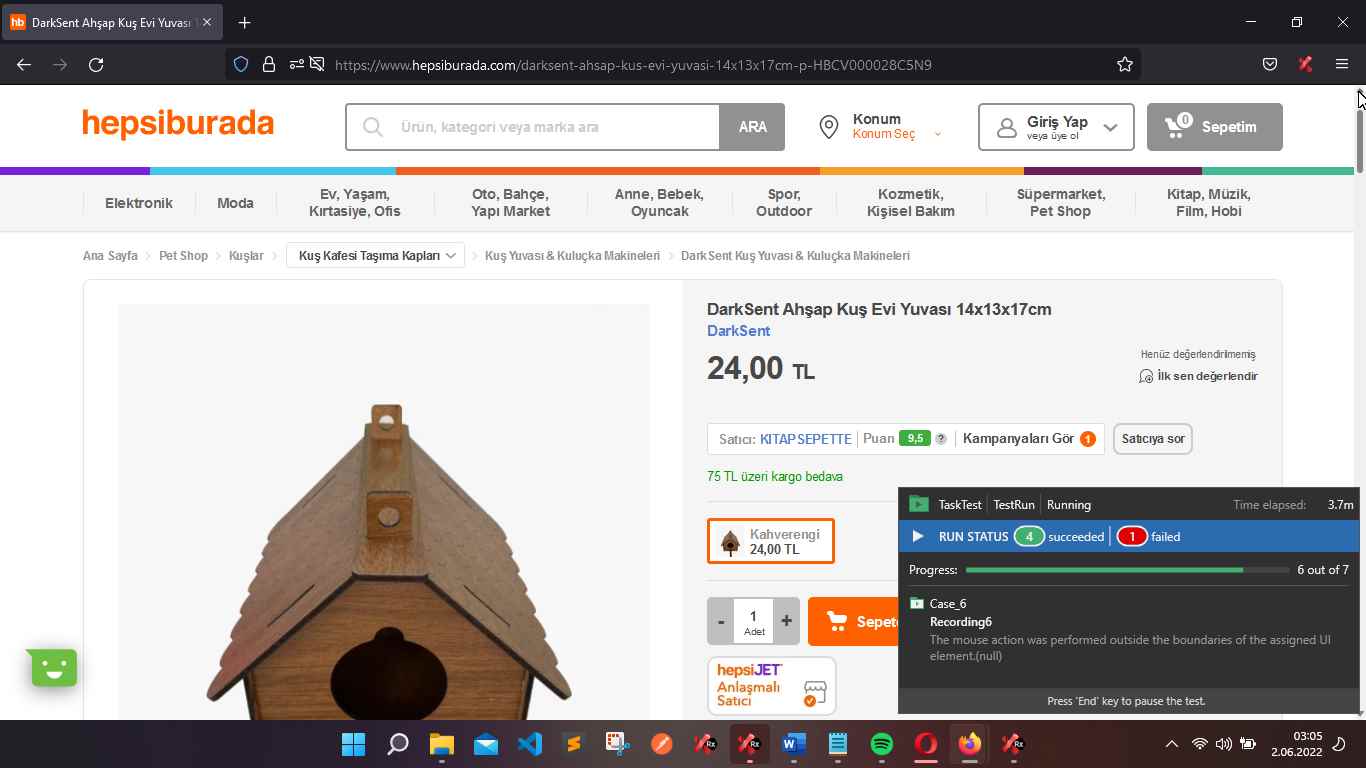 hb DarkSent Ahşap Kuş Evi Yuvası
https://www.hepsiburada.com/darksent-ahsap-kus-evi-yuvasi-14x13x17cm-p-HBCV000028C5N9
hepsiburada
Ürün, kategori veya marka ara
ARA
Konum
Konum Seç
Giriş Yap
veya üye ol
0
Sepetim
Elektronik
Moda
Ev, Yaşam,
Kırtasiye, Ofis
Oto, Bahçe,
Yapı Market
Anne, Bebek,
Oyuncak
Spor,
Outdoor
Kozmetik,
Kişisel Bakım
Süpermarket,
Pet Shop
Kitap, Müzik,
Film, Hobi
Ana Sayfa
Pet Shop
Kuşlar
Kuş Kafesi Taşıma Kapları
Kuş Yuvası & Kuluçka Makineleri
DarkSent Kuş Yuvası & Kuluçka Makineleri
DarkSent Ahşap Kuş Evi Yuvası 14x13x17cm
DarkSent
24,00 TL
Henüz değerlendirilmemiş
İlk sen değerlendir
Satıcı: KITAPSEPETTE Puan 9,5 ? Kampanyaları Gör 1
Satıcıya sor
75 TL üzeri kargo bedava
Kahverengi
24,00 TL
- 1 +
Adet
Sepet
hepsiJET
Anlaşmalı
Satıcı
TaskTest TestRun Running Time elapsed: 3.7m
RUN STATUS 4 succeeded 1 failed
Progress: 6 out of 7
Case_6
Recording6
The mouse action was performed outside the boundaries of the assigned UI
element.(null)
Press 'End' key to pause the test.
Rx Rx W Rx
03:05
2.06.2022